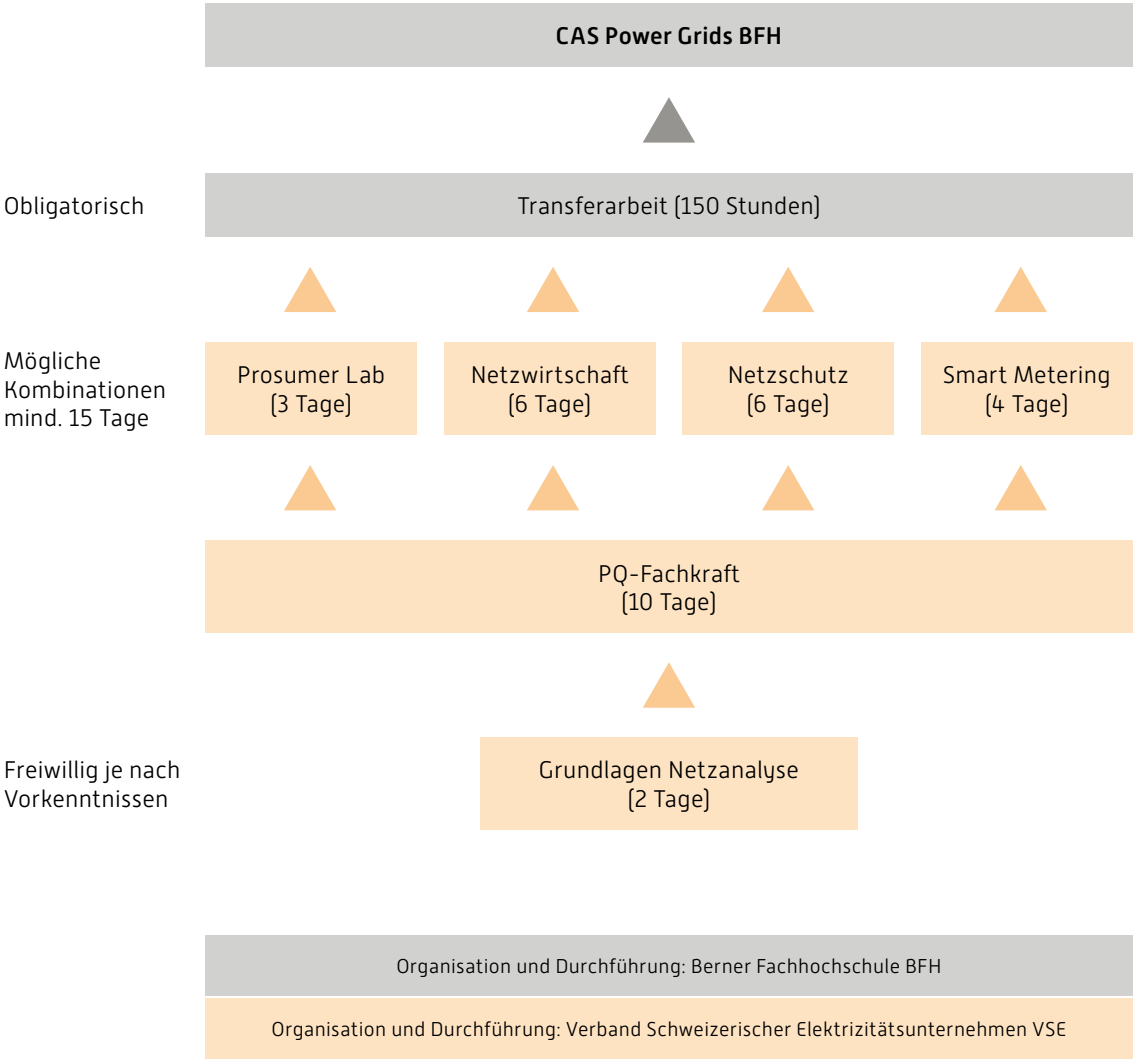 CAS Power Grids BFH
Obligatorisch
Transferarbeit (150 Stunden)
Mögliche
Kombinationen
mind. 15 Tage
Prosumer Lab
(3 Tage)
Netzwirtschaft
(6 Tage)
Netzschutz
(6 Tage)
Smart Metering
(4 Tage)
PQ-Fachkraft
(10 Tage)
Freiwillig je nach
Vorkenntnissen
Grundlagen Netzanalyse
(2 Tage)
Organisation und Durchführung: Berner Fachhochschule BFH
Organisation und Durchführung: Verband Schweizerischer Elektrizitätsunternehmen VSE